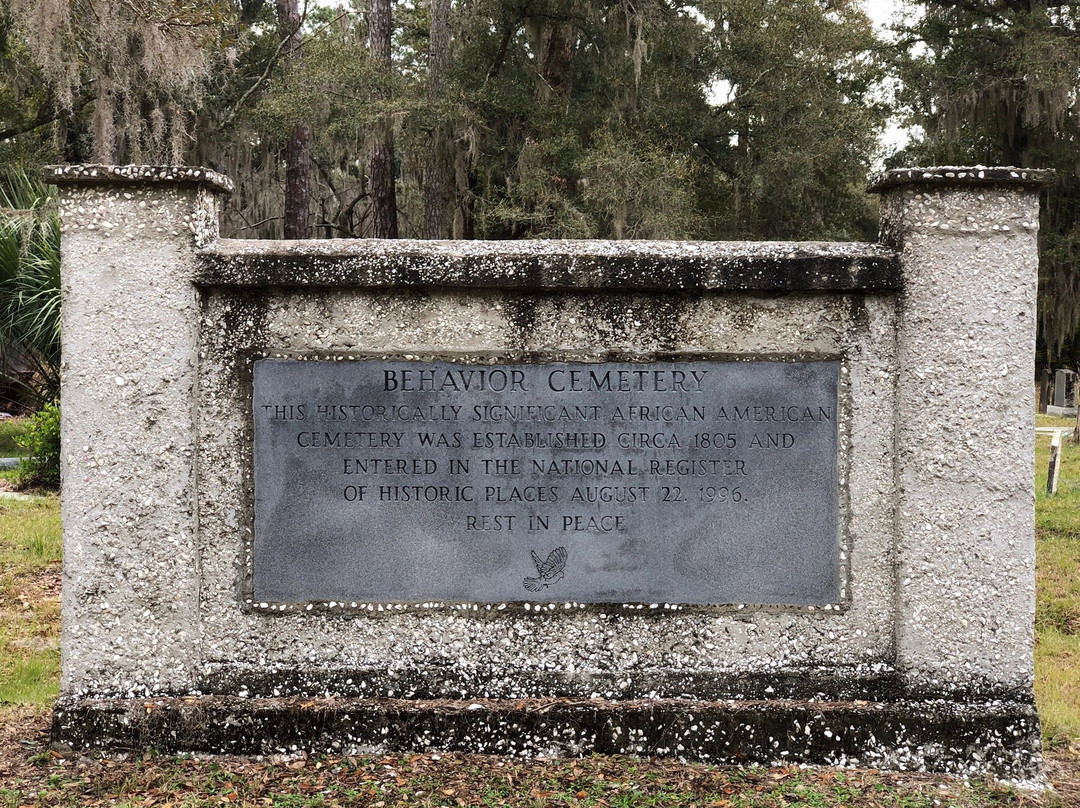 BEHAVIOR CEMETERY
THIS HISTORICALLY SIGNIFICANT AFRICAN AMERICAN
CEMETERY WAS ESTABLISHED CIRCA 1805 AND
ENTERED IN THE NATIONAL REGISTER
OF HISTORIC PLACES AUGUST 22, 1996.
REST IN PEACE